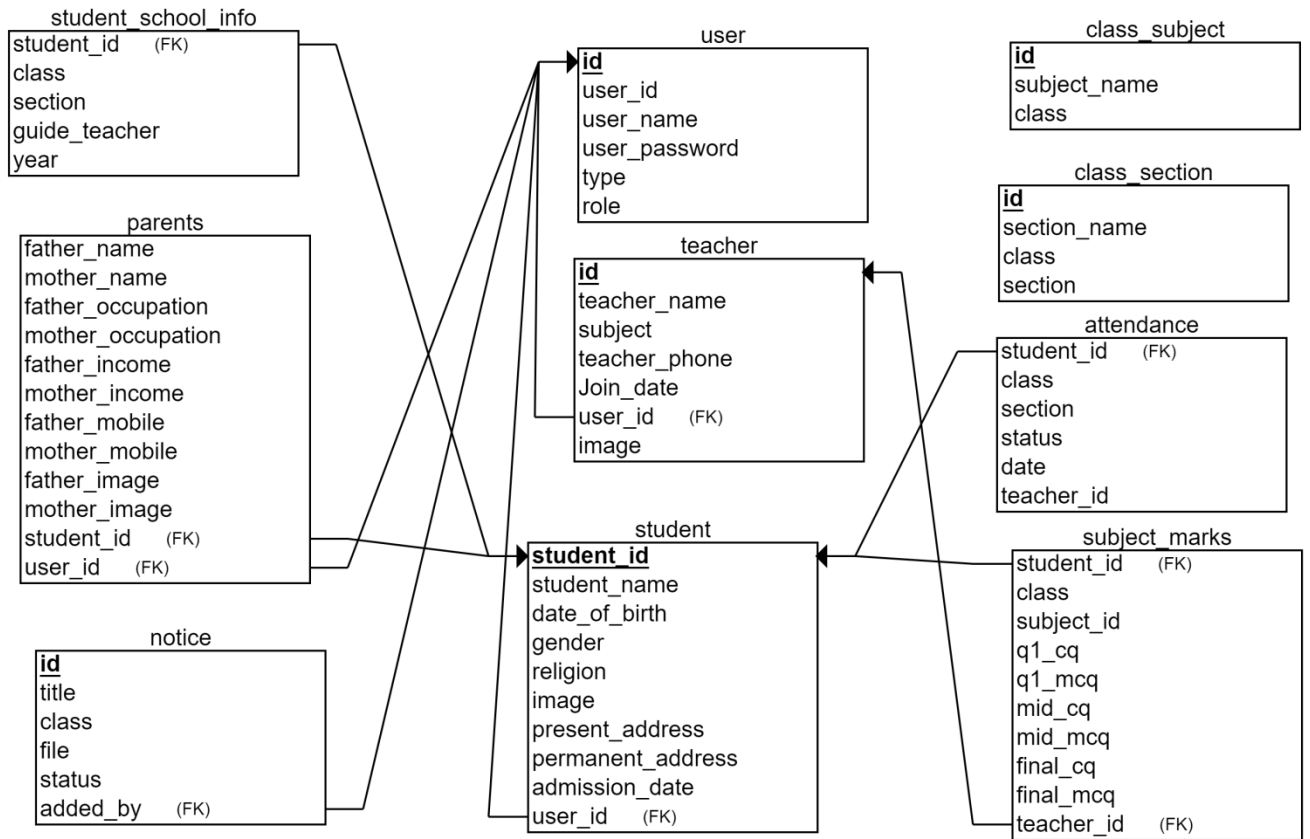 student_school_info
student_id (FK)
class
section
guide_teacher
year
parents
father_name
mother_name
father_occupation
mother_occupation
father_income
mother_income
father_mobile
mother_mobile
father_image
mother_image
student_id (FK)
user_id (FK)
notice
id
title
class
file
status
added_by (FK)
user
id
user_id
user_name
user_password
type
role
teacher
id
teacher_name
subject
teacher_phone
Join_date
user_id (FK)
image
student
student_id
student_name
date_of_birth
gender
religion
image
present_address
permanent_address
admission_date
user_id (FK)
class_subject
id
subject_name
class
class_section
id
section_name
class
section
attendance
student_id (FK)
class
section
status
date
teacher_id
subject_marks
student_id (FK)
class
subject_id
q1_cq
q1_mcq
mid_cq
mid_mcq
final_cq
final_mcq
teacher_id (FK)